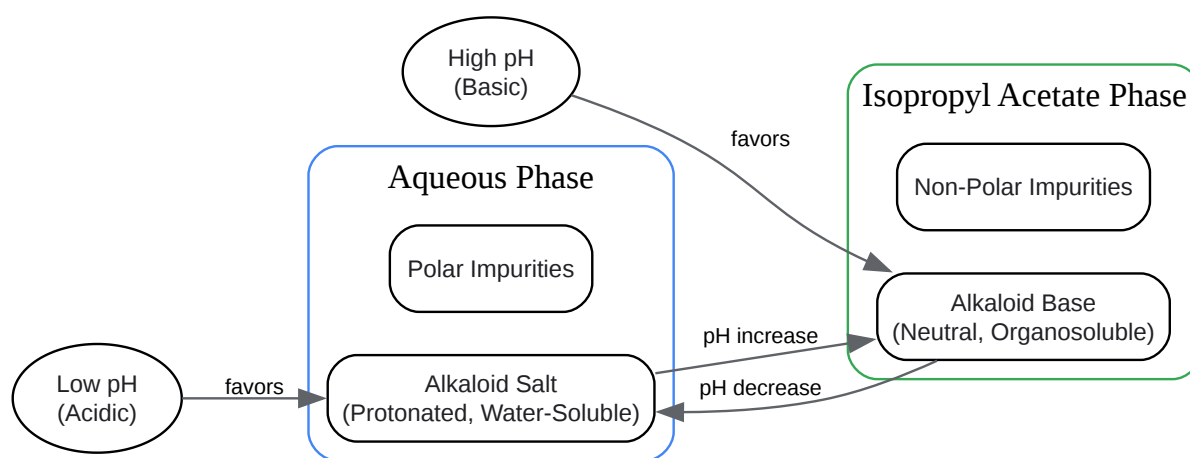 High pH
(Basic)
Isopropyl Acetate Phase
favors
Aqueous Phase
Non-Polar Impurities
Polar Impurities
Alkaloid Base
(Neutral, Organosoluble)
pH increase
Low pH
(Acidic)
favors
Alkaloid Salt
(Protonated, Water-Soluble)
pH decrease